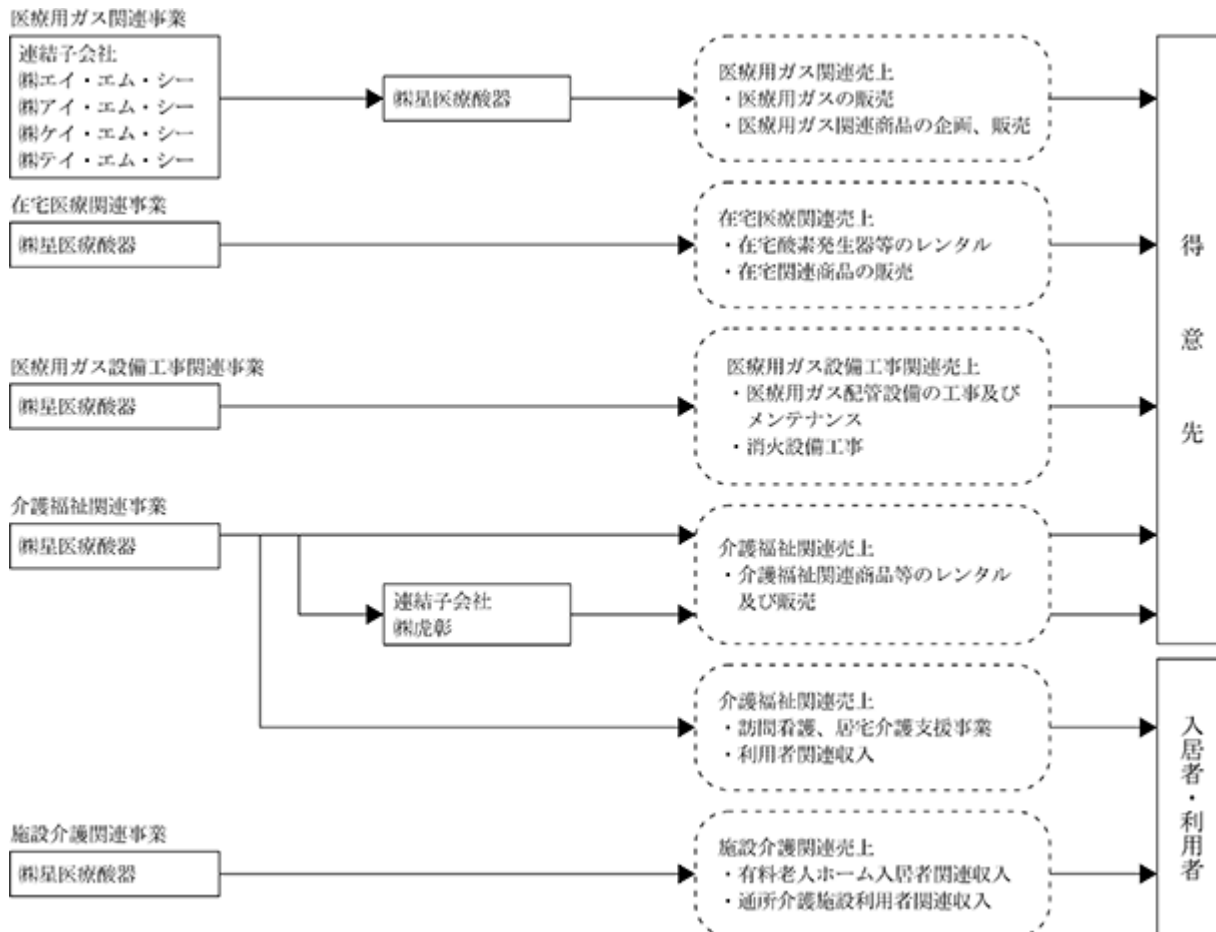 医療用ガス関連事業
連結子会社
㈱エイ・エム・シー
㈱アイ・エム・シー
㈱ケイ・エム・シー
㈱テイ・エム・シー
㈱星医療酸器
医療用ガス関連売上
・医療用ガスの販売
・医療用ガス関連商品の企画、販売
在宅医療関連事業
㈱星医療酸器
在宅医療関連売上
・在宅酸素発生器等のレンタル
・在宅関連商品の販売
医療用ガス設備工事関連事業
㈱星医療酸器
医療用ガス設備工事関連売上
・医療用ガス配管設備の工事及び
メンテナンス
・消火設備工事
得意先
介護福祉関連事業
㈱星医療酸器
連結子会社
㈱虎彰
介護福祉関連売上
・介護福祉関連商品等のレンタル
及び販売
介護福祉関連売上
・訪問看護、居宅介護支援事業
・利用者関連収入
施設介護関連事業
㈱星医療酸器
施設介護関連売上
・有料老人ホーム入居者関連収入
・通所介護施設利用者関連収入
入居者・利用者